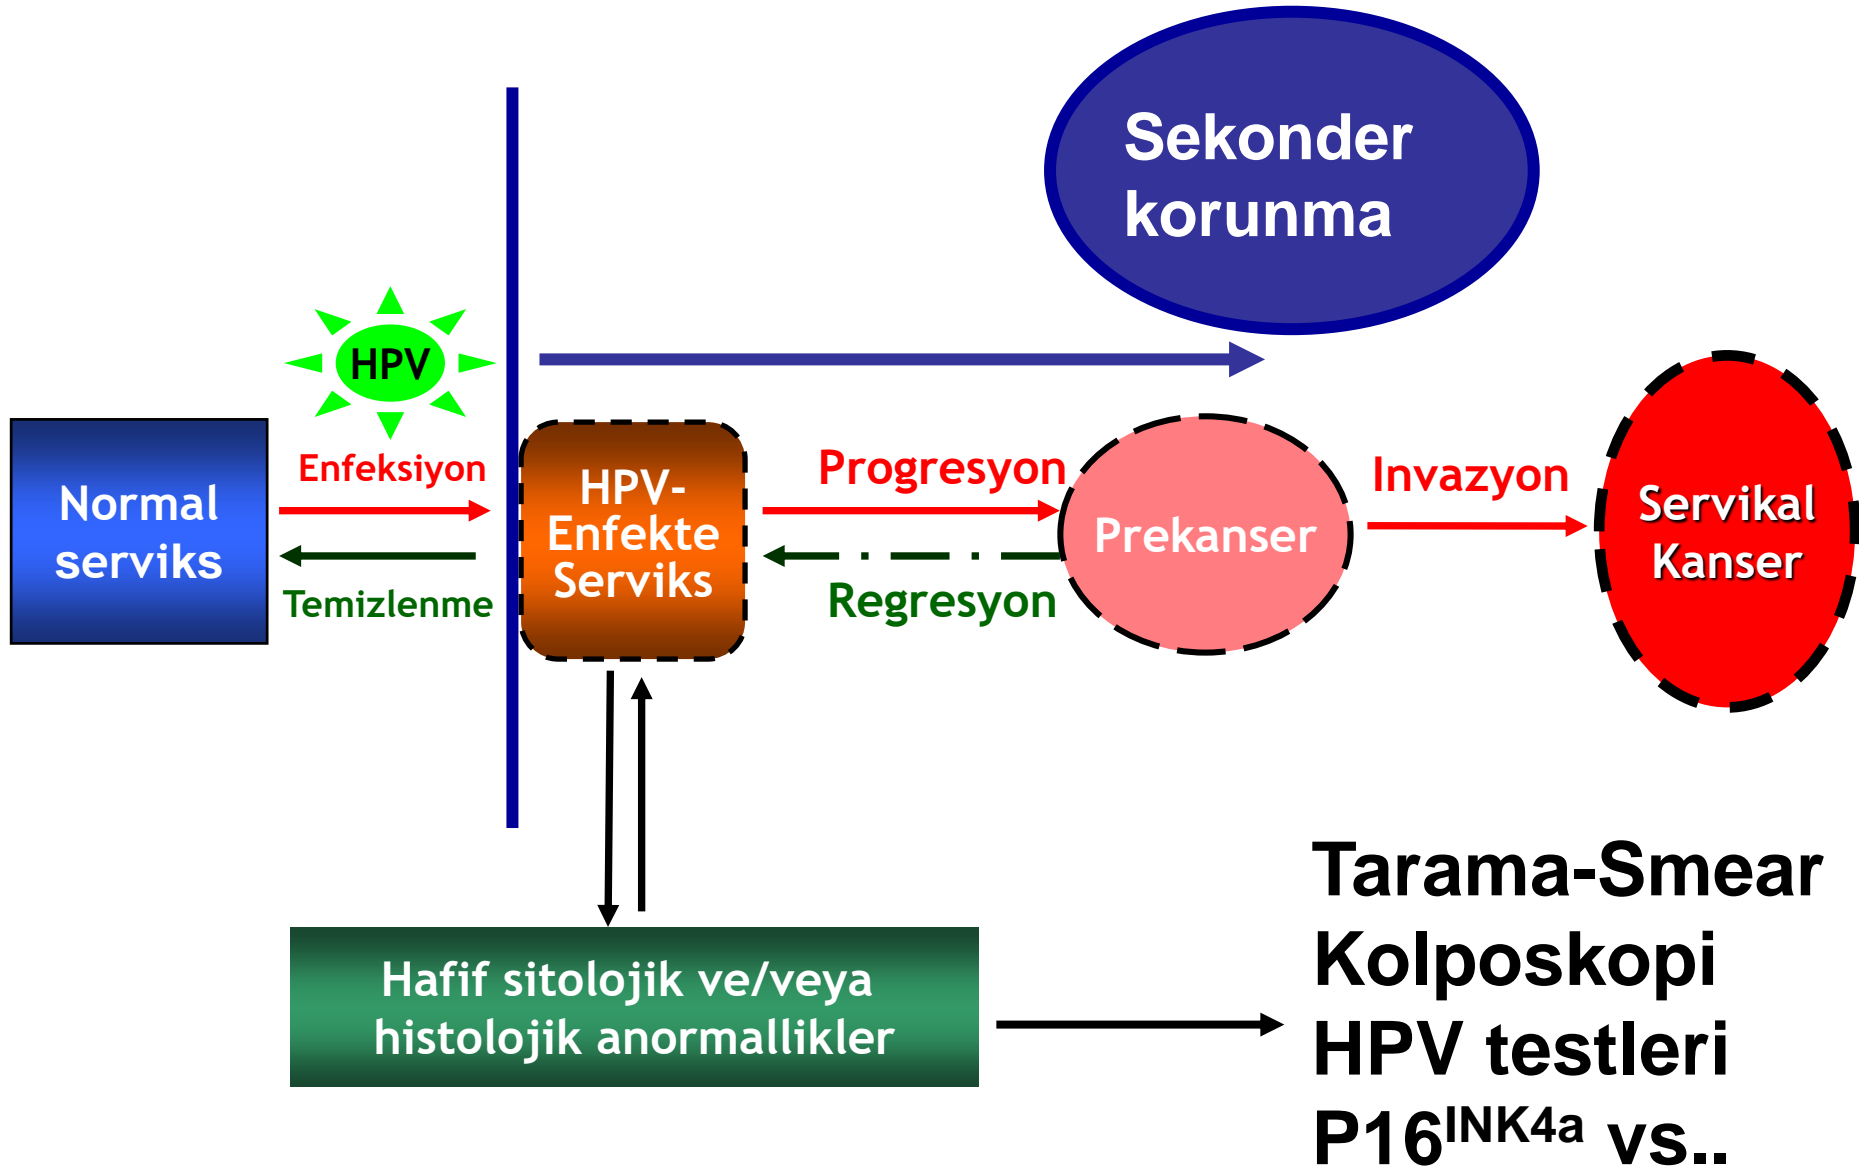 Sekonder
korunma
HPV
Normal
serviks
Enfeksiyon
Temizlenme
HPV-
Enfekte
Serviks
Progresyon
Regresyon
Prekanser
Invazyon
Servikal
Kanser
Hafif sitolojik ve/veya
histolojik anormallikler
Tarama-Smear
Kolposkopi
HPV testleri
P16INK4a vs..